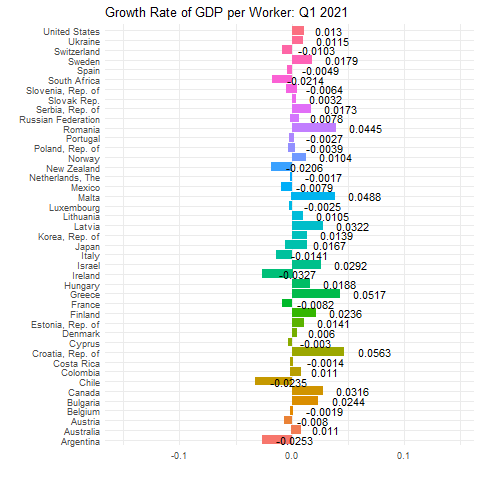 Growth Rate of GDP per Worker: Q1 2021
United States 0.013
Ukraine 0.0115
Switzerland -0.0103
Sweden 0.0179
Spain -0.0049
South Africa -0.0214
Slovenia, Rep. of -0.0064
Slovak Rep. 0.0032
Serbia, Rep. of 0.0173
Russian Federation 0.0078
Romania 0.0445
Portugal -0.0027
Poland, Rep. of -0.0039
Norway 0.0104
New Zealand -0.0206
Netherlands, The -0.0017
Mexico -0.0079
Malta 0.0488
Luxembourg -0.0025
Lithuania 0.0105
Latvia 0.0322
Korea, Rep. of 0.0139
Japan 0.0167
Italy -0.0141
Israel 0.0292
Ireland -0.0327
Hungary 0.0188
Greece 0.0517
France -0.0082
Finland 0.0236
Estonia, Rep. of 0.0141
Denmark 0.006
Cyprus -0.003
Croatia, Rep. of 0.0563
Costa Rica -0.0014
Colombia 0.011
Chile -0.0235
Canada 0.0316
Bulgaria 0.0244
Belgium -0.0019
Austria -0.008
Australia 0.011
Argentina -0.0253
-0.1 0.0 0.1